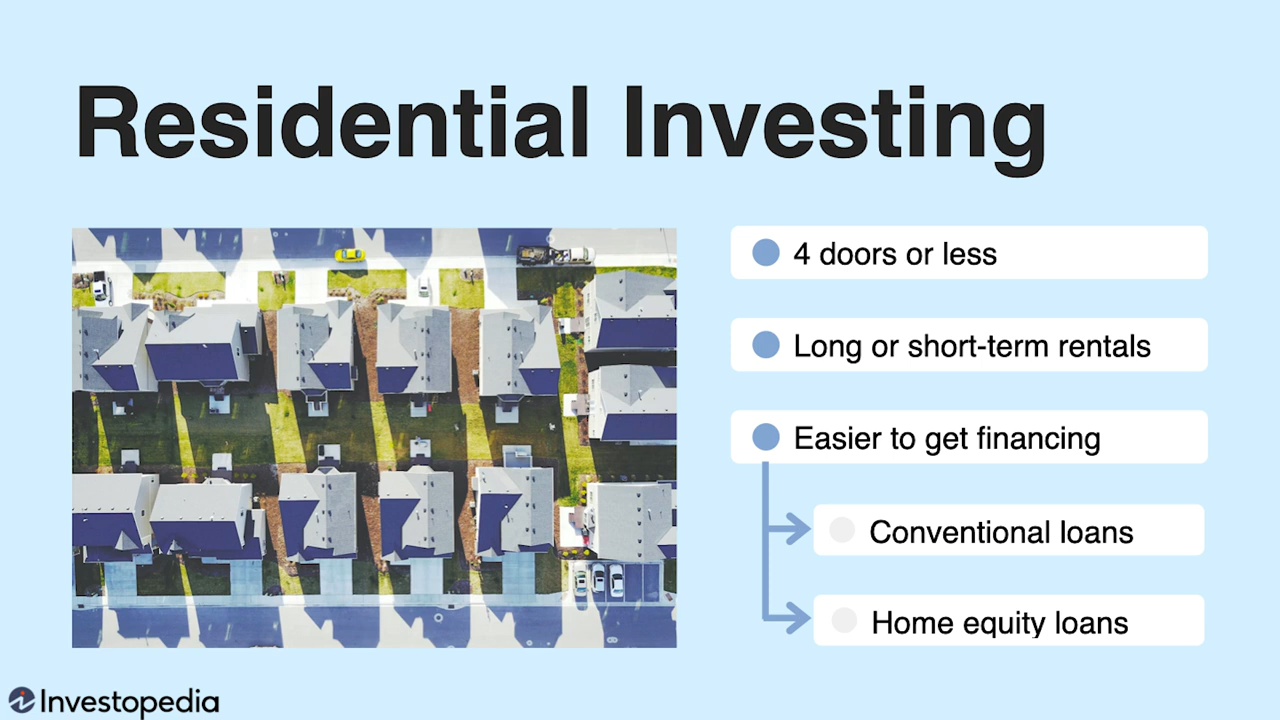 Residential Investing
4 doors or less
Long or short-term rentals
Easier to get financing
Conventional loans
Home equity loans
Investopedia